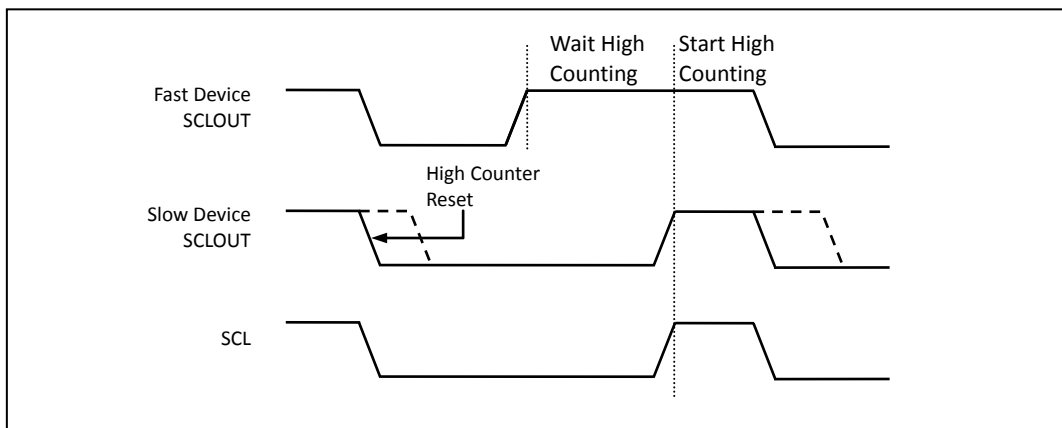 Wait High
Counting
Start High
Counting
Fast Device
SCLOUT
High Counter
Reset
Slow Device
SCLOUT
SCL